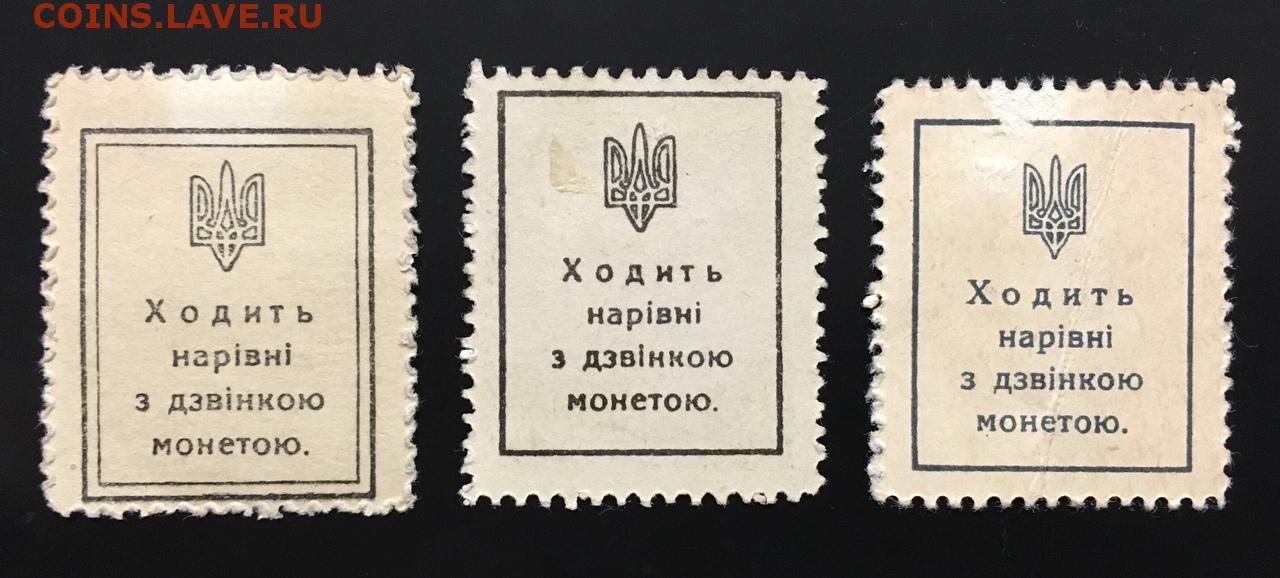 COINS.LAVE.RU
Ходить
нарівні
з дзвінкою
монетою.
Ходить
нарівні
з дзвінкою
монетою.
Ходить
нарівні
з дзвінкою
монетою.